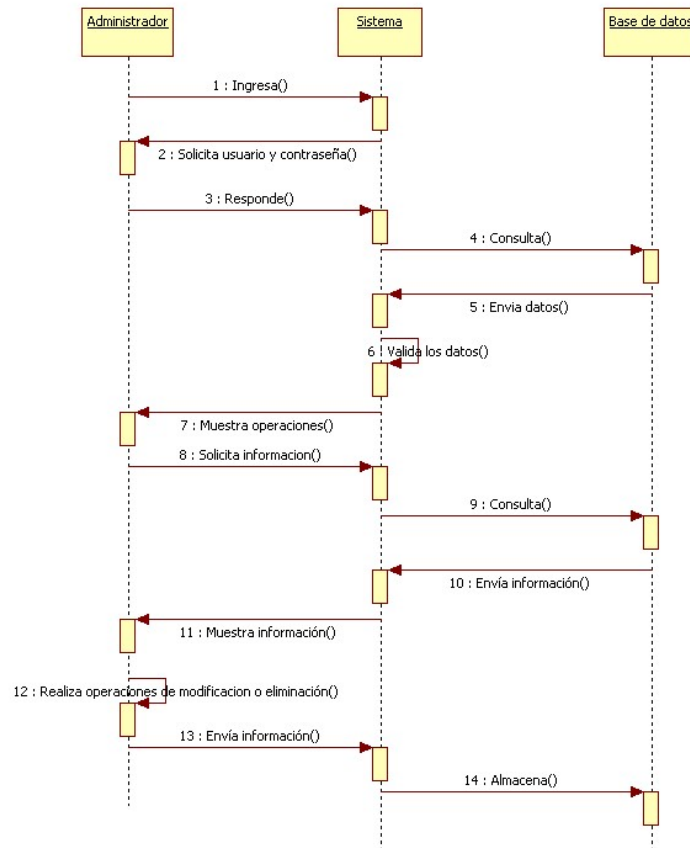 Administrador
Sistema
Base de datos
1 : Ingresa()
2 : Solicita usuario y contraseña()
3 : Responde()
4 : Consulta()
5 : Envia datos()
6 : Valida los datos()
7 : Muestra operaciones()
8 : Solicita informacion()
9 : Consulta()
10 : Envía información()
11 : Muestra información()
12 : Realiza operaciones de modificacion o eliminación()
13 : Envía información()
14 : Almacena()